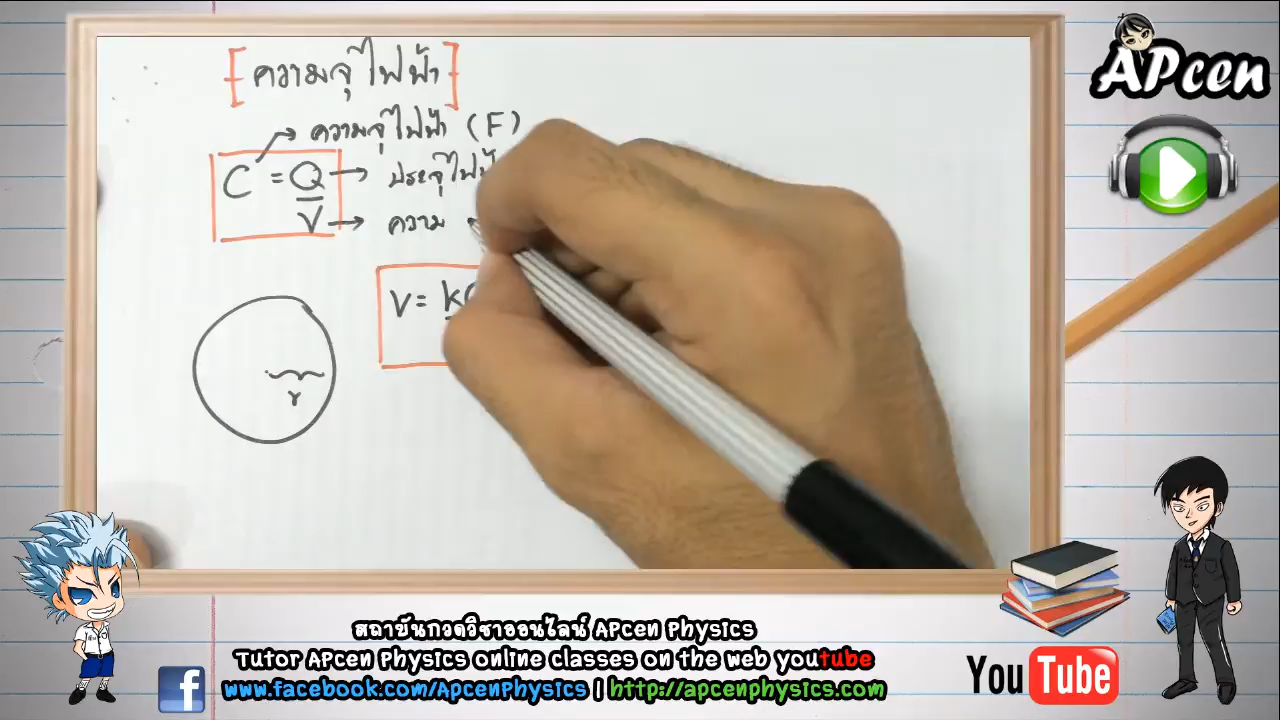 [ความจุไฟฟ้า]
ความจุไฟฟ้า (F)
C = Q/V
ประจุไฟฟ้
ความ
V = k
r
APcen
สถาบันกวดวิชาออนไลน์ APcen Physics
Tutor APcen Physics online classes on the web youtube
www.facebook.com/ApcenPhysics | http://apcenphysics.com
f
You Tube